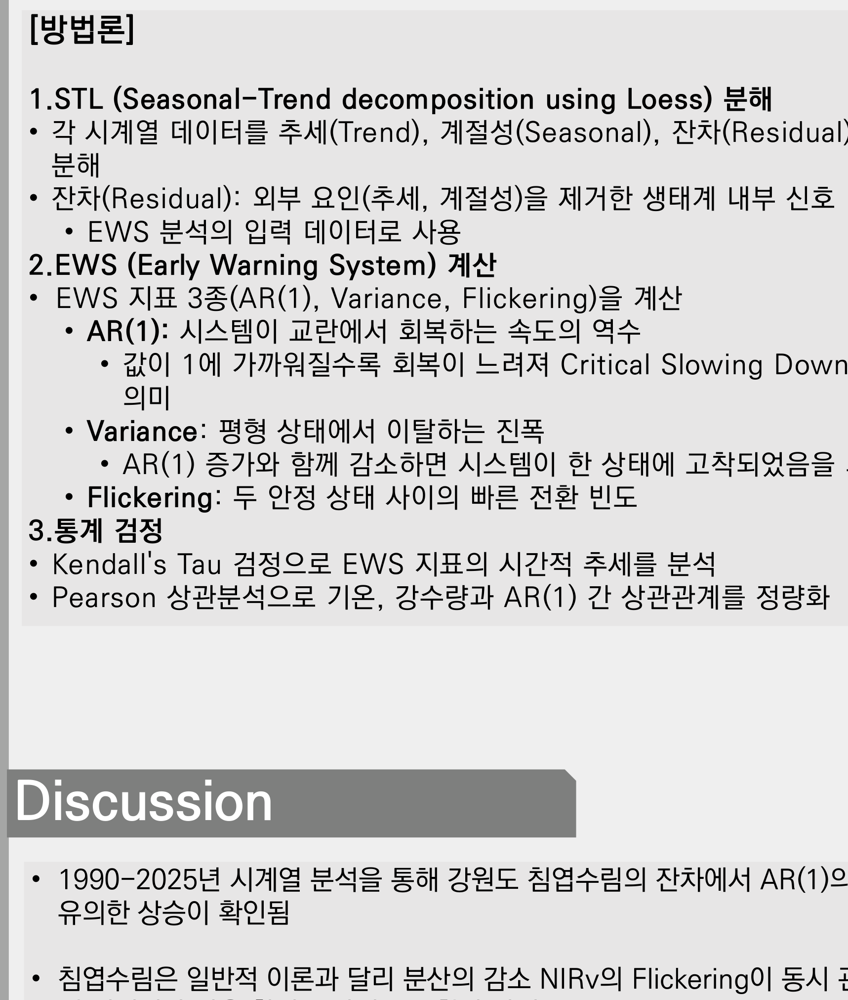 [방법론]
1.STL (Seasonal-Trend decomposition using Loess) 분해
• 각 시계열 데이터를 추세(Trend), 계절성(Seasonal), 잔차(Residual)
분해
• 잔차(Residual): 외부 요인(추세, 계절성)을 제거한 생태계 내부 신호
• EWS 분석의 입력 데이터로 사용
2.EWS (Early Warning System) 계산
• EWS 지표 3종(AR(1), Variance, Flickering)을 계산
• AR(1): 시스템이 교란에서 회복하는 속도의 역수
• 값이 1에 가까워질수록 회복이 느려져 Critical Slowing Down
의미
• Variance: 평형 상태에서 이탈하는 진폭
• AR(1) 증가와 함께 감소하면 시스템이 한 상태에 고착되었음을
• Flickering: 두 안정 상태 사이의 빠른 전환 빈도
3.통계 검정
• Kendall's Tau 검정으로 EWS 지표의 시간적 추세를 분석
• Pearson 상관분석으로 기온, 강수량과 AR(1) 간 상관관계를 정량화
Discussion
• 1990-2025년 시계열 분석을 통해 강원도 침엽수림의 잔차에서 AR(1)의
유의한 상승이 확인됨
• 침엽수림은 일반적 이론과 달리 분산의 감소 NIRv의 Flickering이 동시